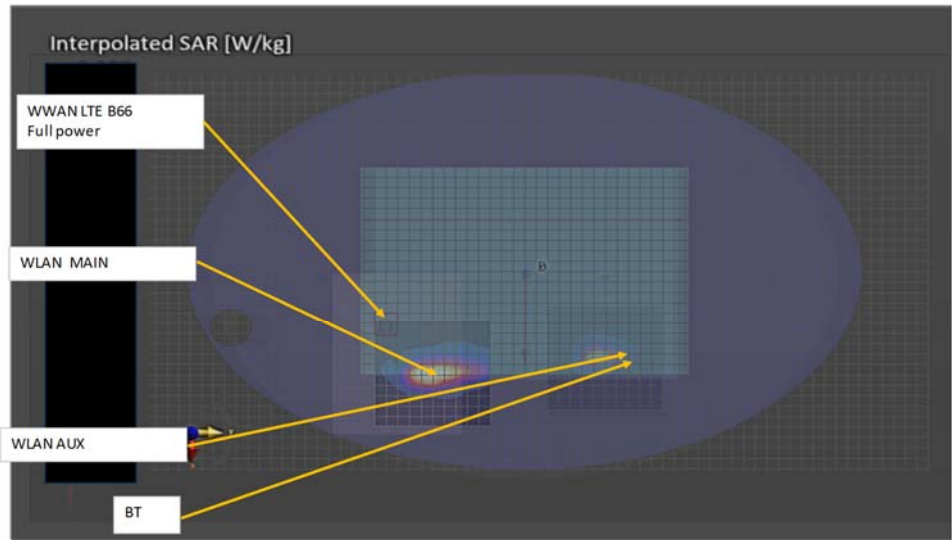 Interpolated SAR [W/kg]
WWAN LTE B66
Full power
WLAN MAIN
WLAN AUX
BT